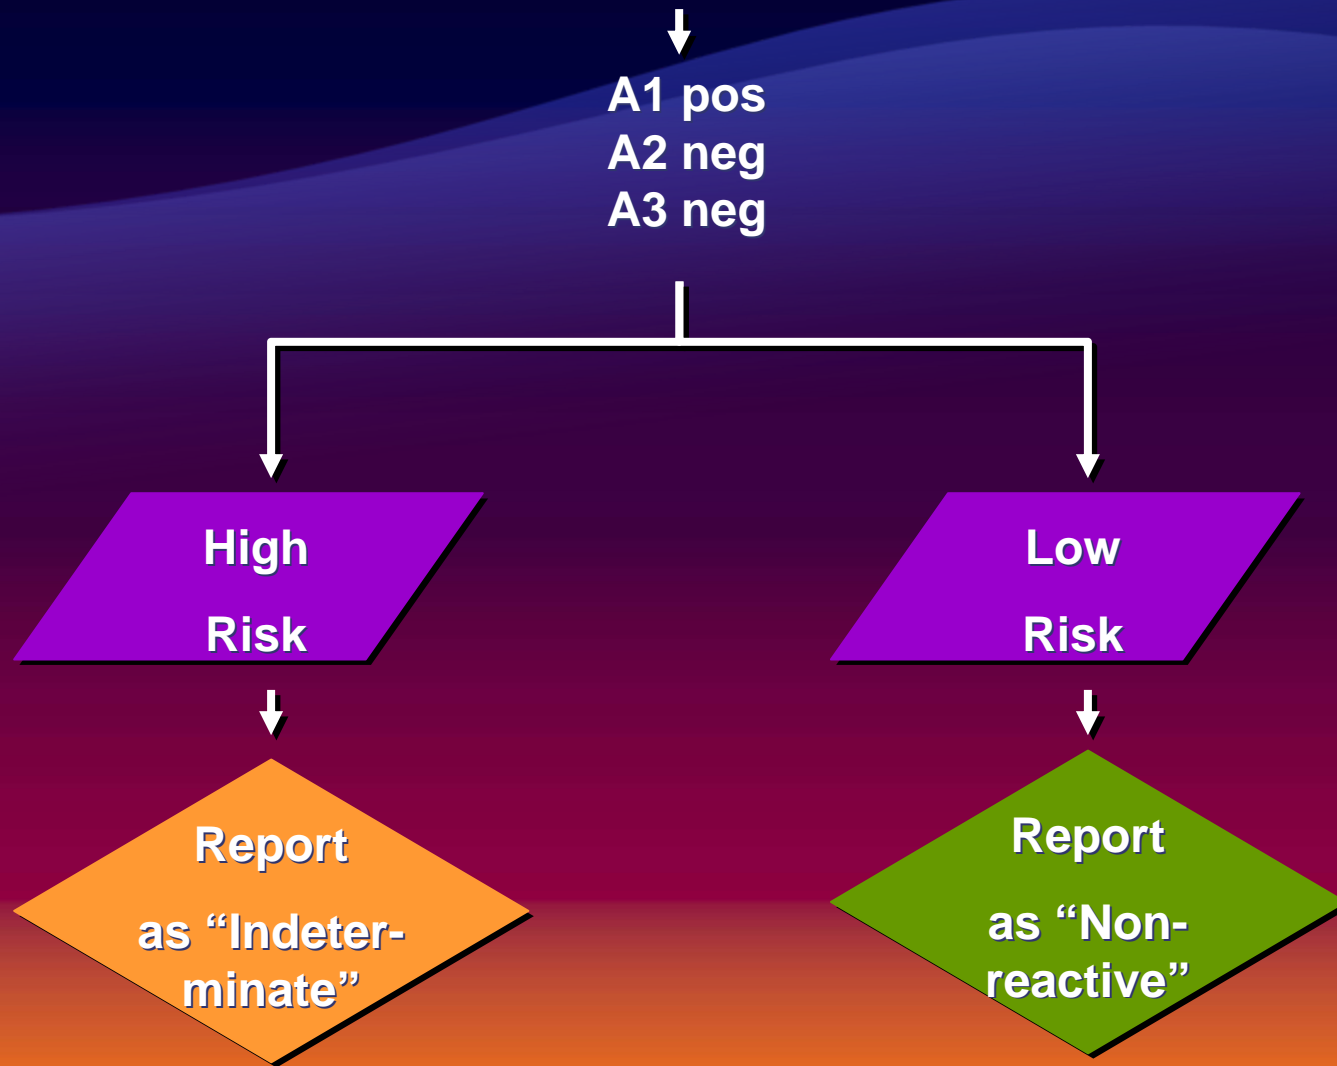 A1 pos
A2 neg
A3 neg
High
Risk
Low
Risk
Report
as “Indeter-
minate”
Report
as “Non-
reactive”